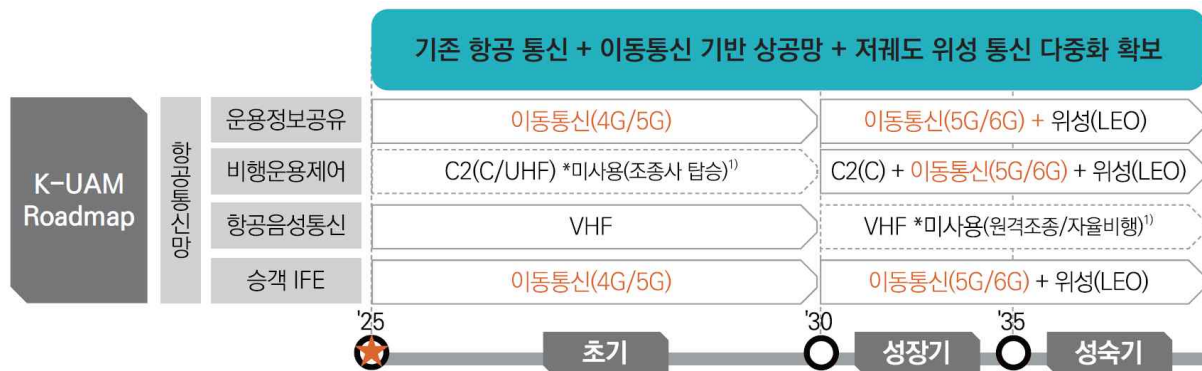 기존 항공 통신 + 이동통신 기반 상공망 + 저궤도 위성 통신 다중화 확보
K-UAM
Roadmap
항공통신망
운용정보공유
이동통신(4G/5G)
이동통신(5G/6G) + 위성(LEO)
비행운용제어
C2(C/UHF) *미사용(조종사 탑승)¹⁾
C2(C) + 이동통신(5G/6G) + 위성(LEO)
항공음성통신
VHF
VHF *미사용(원격조종/자율비행)¹⁾
승객 IFE
이동통신(4G/5G)
이동통신(5G/6G) + 위성(LEO)
'25
'30
'35
초기
성장기
성숙기